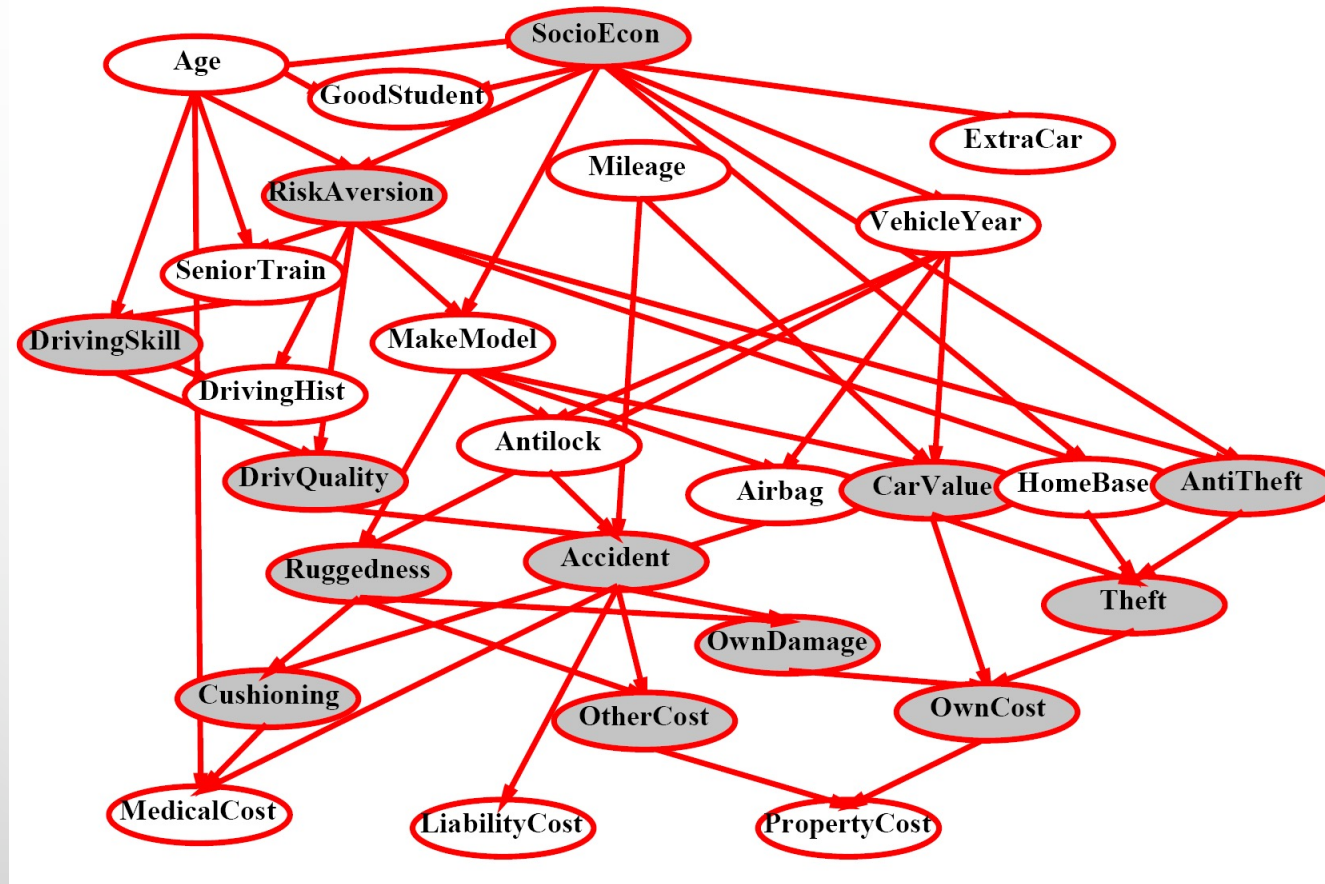 SocioEcon
Age
GoodStudent
ExtraCar
Mileage
RiskAversion
VehicleYear
SeniorTrain
DrivingSkill
MakeModel
DrivingHist
Antilock
DrivQuality
Airbag
CarValue
HomeBase
AntiTheft
Ruggedness
Accident
Theft
OwnDamage
Cushioning
OtherCost
OwnCost
MedicalCost
LiabilityCost
PropertyCost